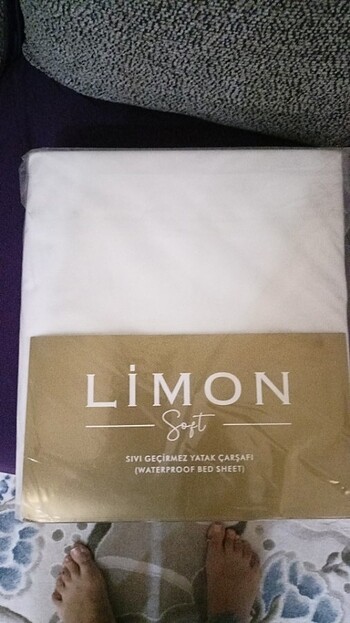 LİMON
Soft
SIVI GEÇİRMEZ YATAK ÇARŞAFI
(WATERPROOF BED SHEET)